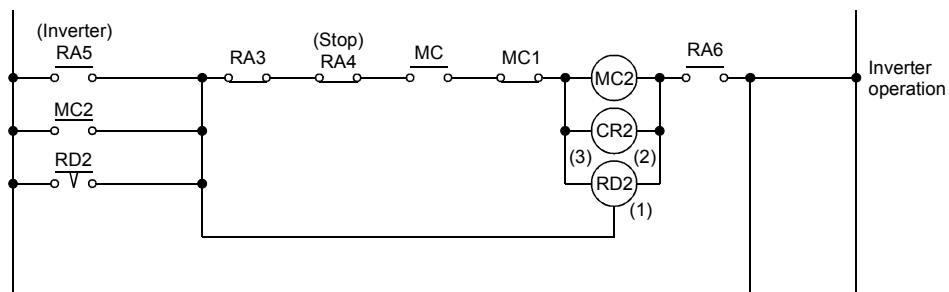 (Inverter)
RA5
RA3
(Stop)
RA4
MC
MC1
MC2
RA6
Inverter
operation
MC2
CR2
(3)
(2)
RD2
RD2
(1)